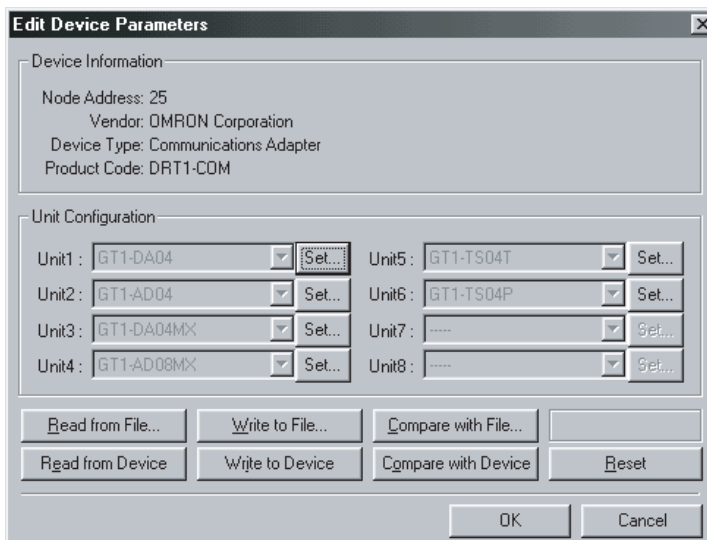 Edit Device Parameters
Device Information
Node Address: 25
Vendor: OMRON Corporation
Device Type: Communications Adapter
Product Code: DRT1-COM
Unit Configuration
Unit1 : GT1-DA04 Set... Unit5 : GT1-TS04T Set...
Unit2 : GT1-AD04 Set... Unit6 : GT1-TS04P Set...
Unit3 : GT1-DA04MX Set... Unit7 : ----- Set...
Unit4 : GT1-AD08MX Set... Unit8 : ----- Set...
Read from File... Write to File... Compare with File...
Read from Device Write to Device Compare with Device Reset
OK Cancel